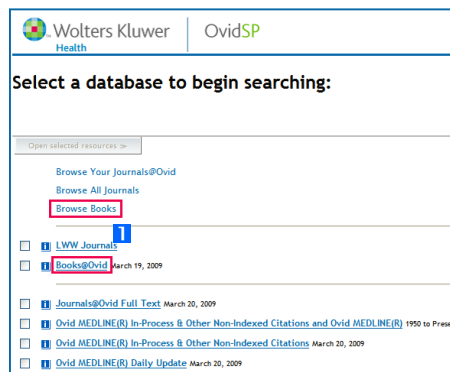 Wolters Kluwer OvidSP
Health
Select a database to begin searching:
Open selected resources >>
Browse Your Journals@Ovid
Browse All Journals
Browse Books
1
LWW Journals
Books@Ovid March 19, 2009
Journals@Ovid Full Text March 20, 2009
Ovid MEDLINE(R) In-Process & Other Non-Indexed Citations and Ovid MEDLINE(R) 1950 to Prese
Ovid MEDLINE(R) In-Process & Other Non-Indexed Citations March 20, 2009
Ovid MEDLINE(R) Daily Update March 20, 2009